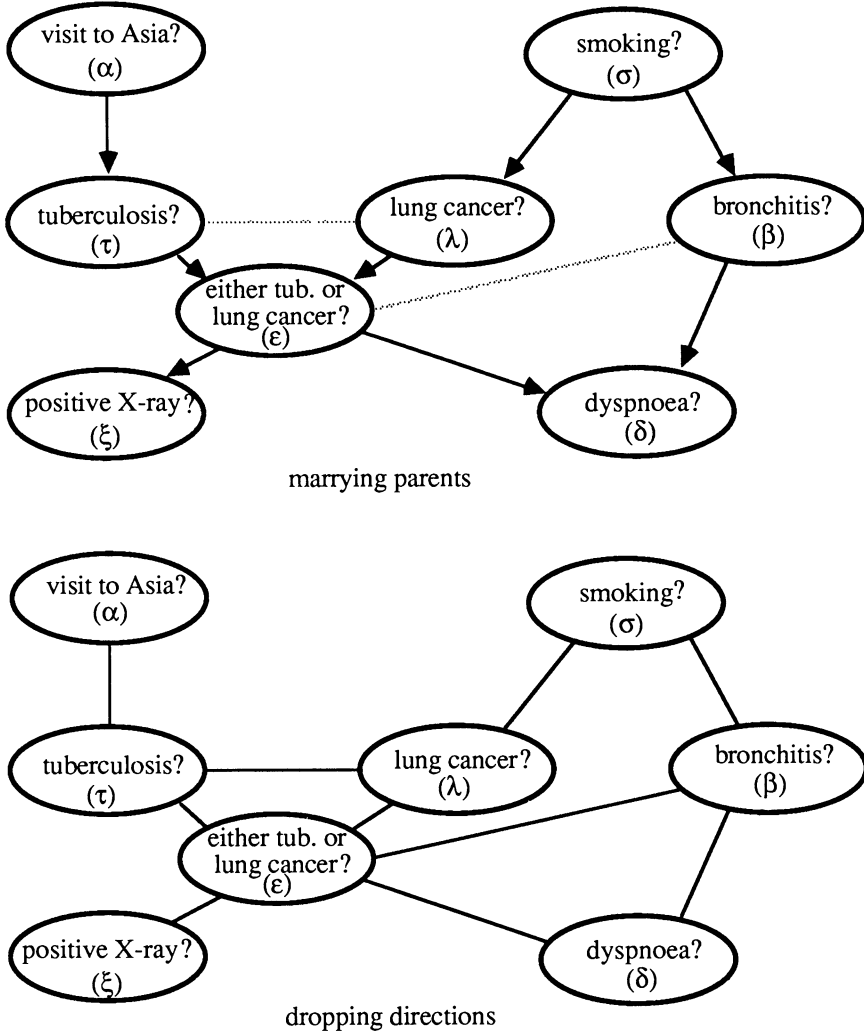 visit to Asia?
(α)
smoking?
(σ)
tuberculosis?
(τ)
lung cancer?
(λ)
bronchitis?
(β)
either tub. or
lung cancer?
(ε)
positive X-ray?
(ξ)
dyspnoea?
(δ)
marrying parents
visit to Asia?
(α)
smoking?
(σ)
tuberculosis?
(τ)
lung cancer?
(λ)
bronchitis?
(β)
either tub. or
lung cancer?
(ε)
positive X-ray?
(ξ)
dyspnoea?
(δ)
dropping directions